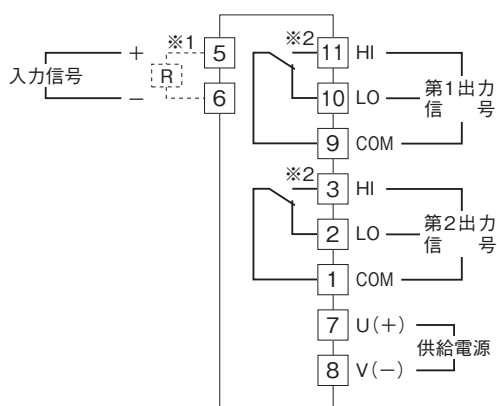 ※1
※2
入力信号
+
−
R
5
6
11 HI
10 LO
9 COM
第1出力
信 号
※2
3 HI
2 LO
1 COM
第2出力
信 号
7 U(+)
8 V(−)
供給電源